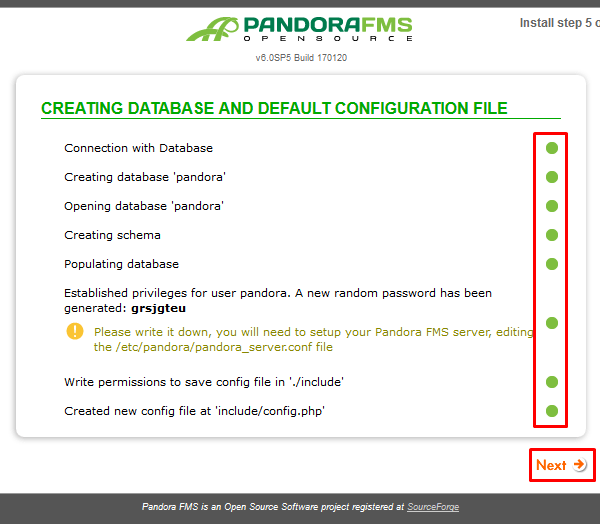 PANDORAFMS
OPENSOURCE
Install step 5 o
v6.0SP5 Build 170120
CREATING DATABASE AND DEFAULT CONFIGURATION FILE
Connection with Database
Creating database 'pandora'
Opening database 'pandora'
Creating schema
Populating database
Established privileges for user pandora. A new random password has been
generated: grsjgteu
Please write it down, you will need to setup your Pandora FMS server, editing
the /etc/pandora/pandora_server.conf file
Write permissions to save config file in './include'
Created new config file at 'include/config.php'
Next
Pandora FMS is an Open Source Software project registered at SourceForge